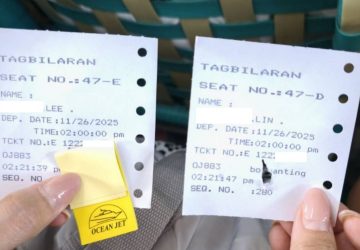 TAGBILARAN
SEAT NO.:47-E
NAME :
LEE .
DEP. DATE:11/26/2025
TIME:02:00:00 pm
TCKT NO.:E 122
OJ883
02:21:39 pm
SEQ. NO.
OCEAN JET
TAGBILARAN
SEAT NO.:47-D
NAME :
LIN .
DEP. DATE:11/26/2025
TIME:02:00:00 pm
TCKT NO.:E 122
OJ883
02:21:47 pm
SEQ. NO. :280